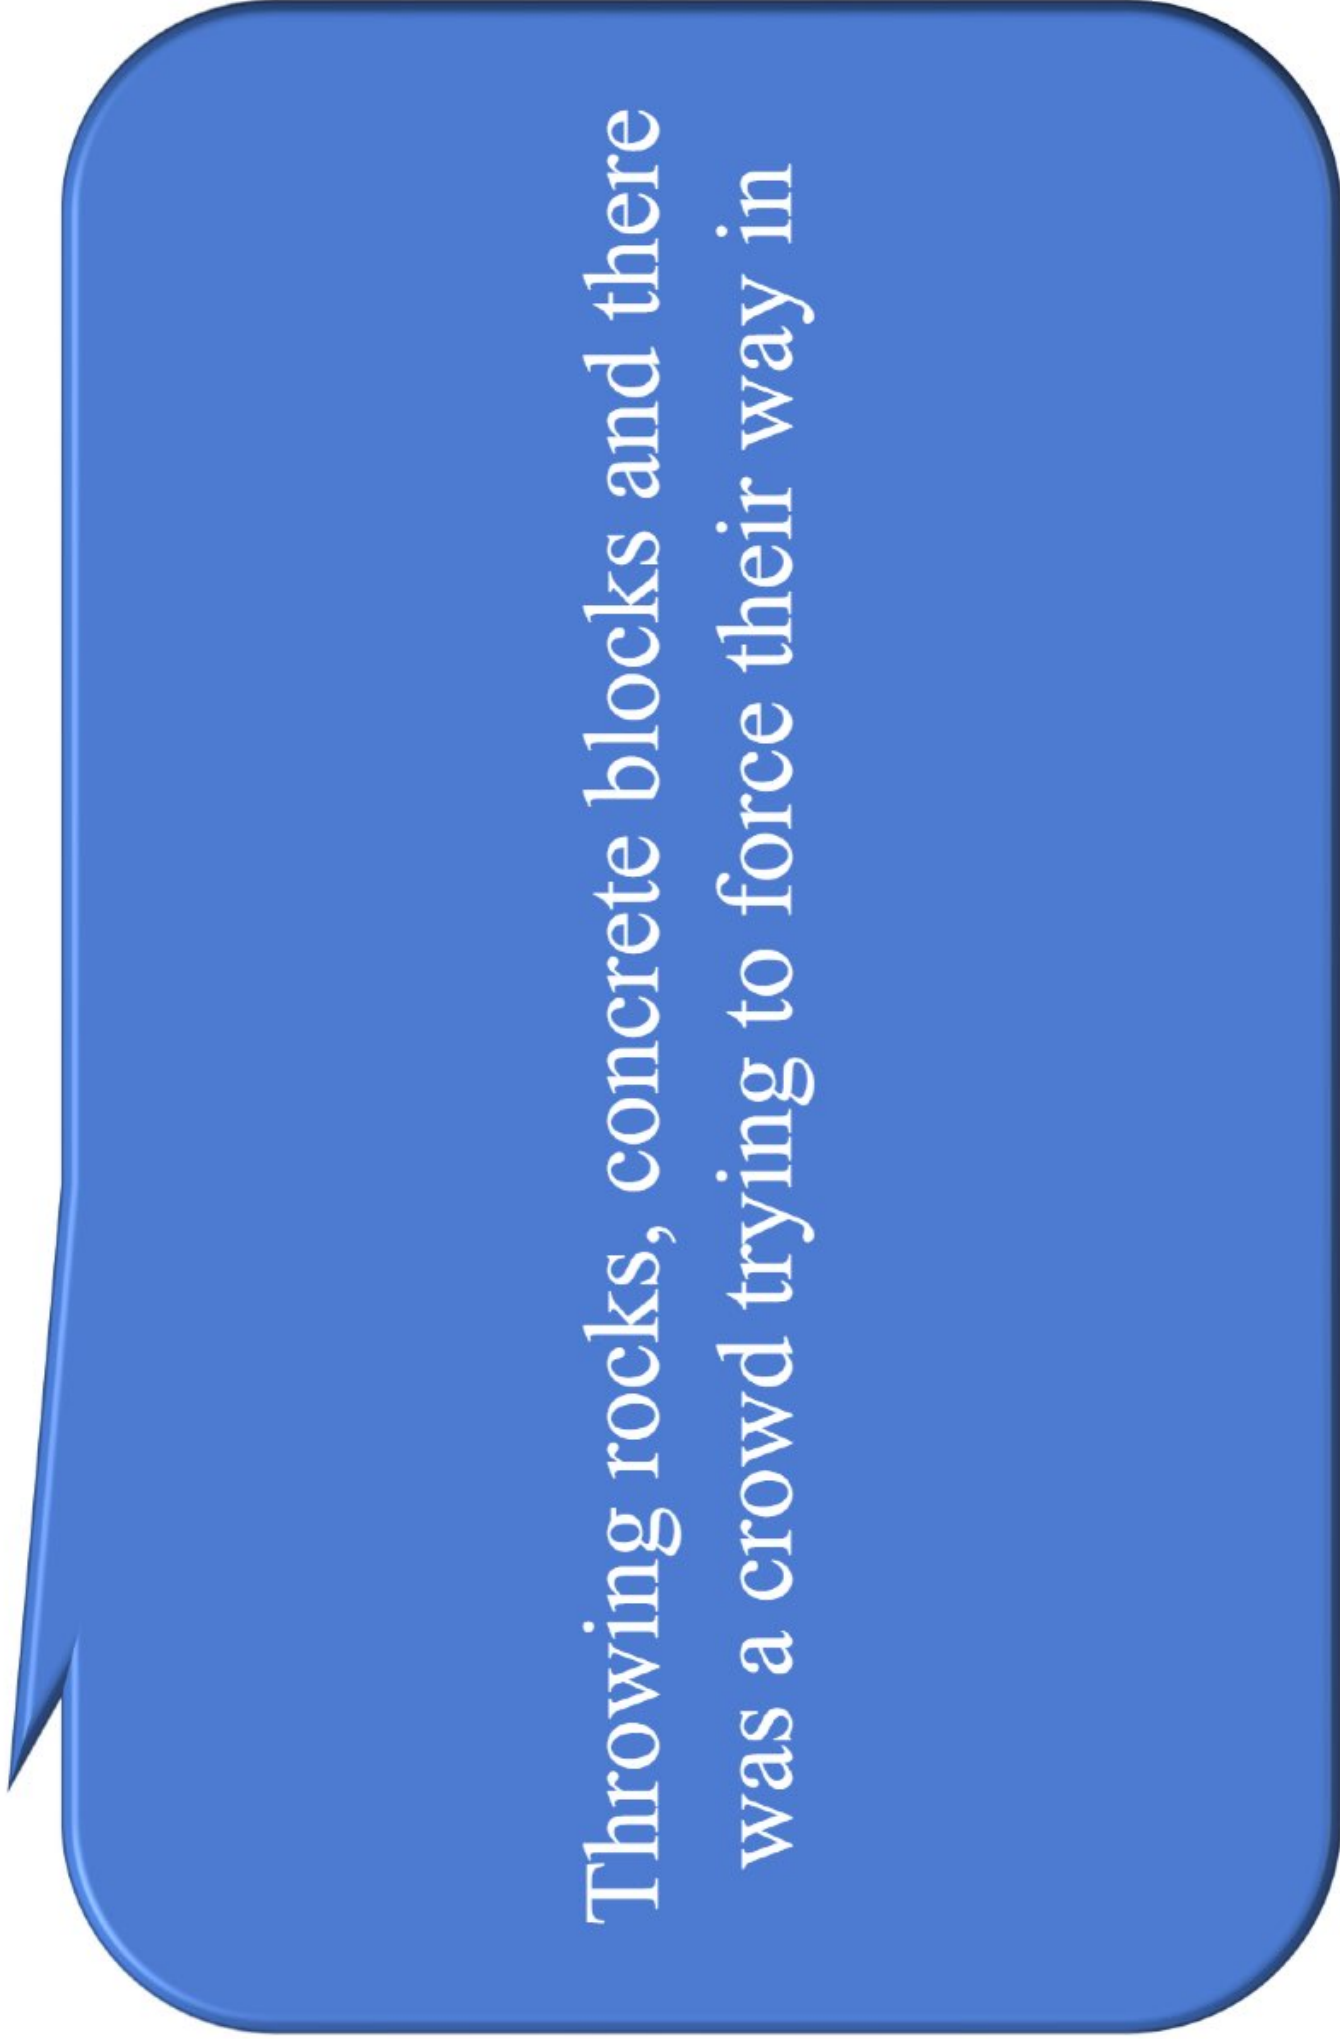 Throwing rocks, concrete blocks and there
was a crowd trying to force their way in